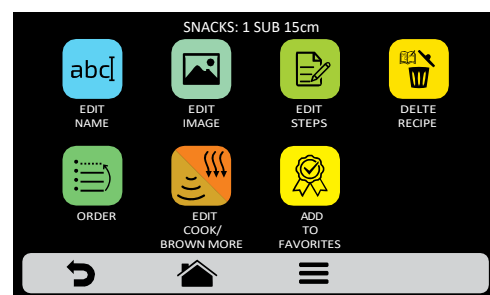 SNACKS: 1 SUB 15cm
abc
EDIT
NAME
EDIT
IMAGE
EDIT
STEPS
DELTE
RECIPE
ORDER
EDIT
COOK/
BROWN MORE
ADD
TO
FAVORITES